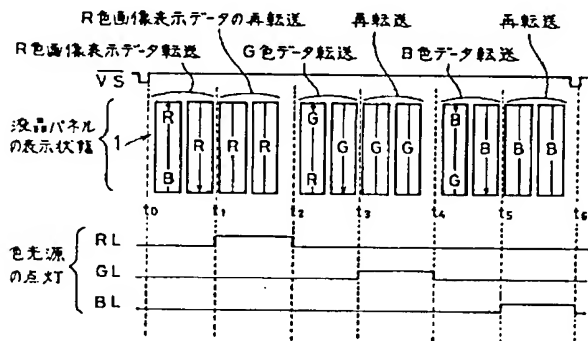 R色画像表示データの再転送 再転送 再転送
R色画像表示データ転送 G色データ転送 B色データ転送
VS
液晶パネルの表示状態 1
R R R R G G G G B B B B
B R G
t0 t1 t2 t3 t4 t5 t6
色光源の点灯
RL
GL
BL